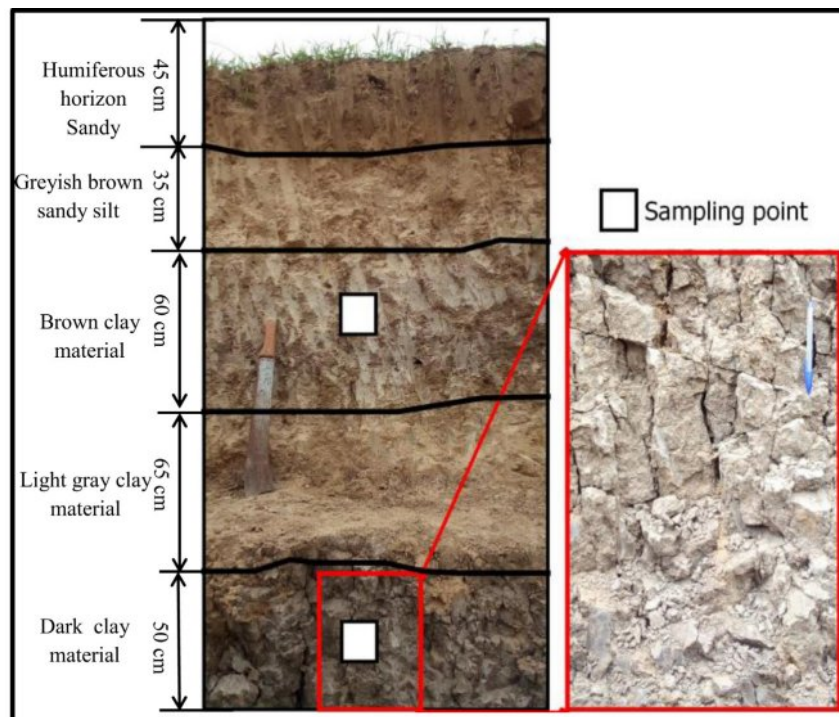 Humiferous
horizon
Sandy
45 cm
Greyish brown
sandy silt
35 cm
Sampling point
Brown clay
material
60 cm
Light gray clay
material
65 cm
Dark clay
material
50 cm